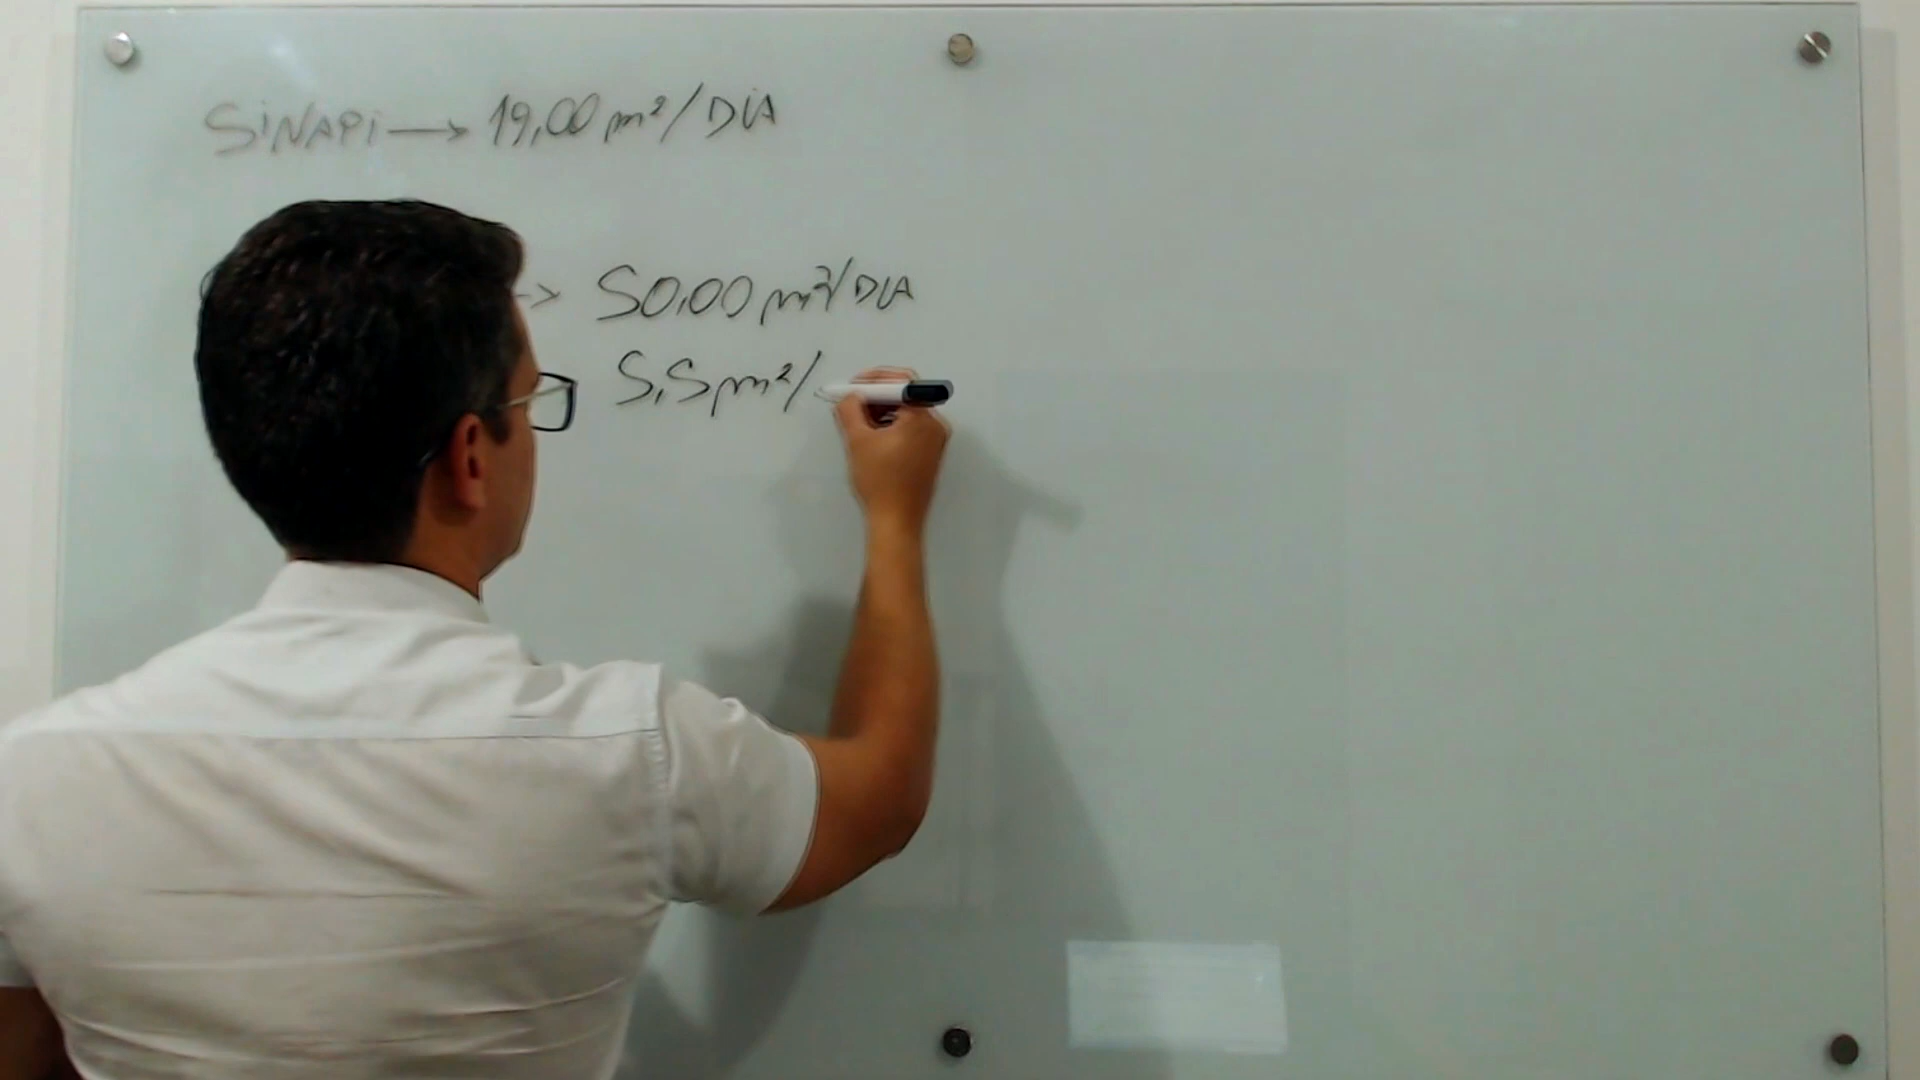 SiNAPi → 19,00 m²/DiA
→ 50,00 m²/DIA
5,5 m²/